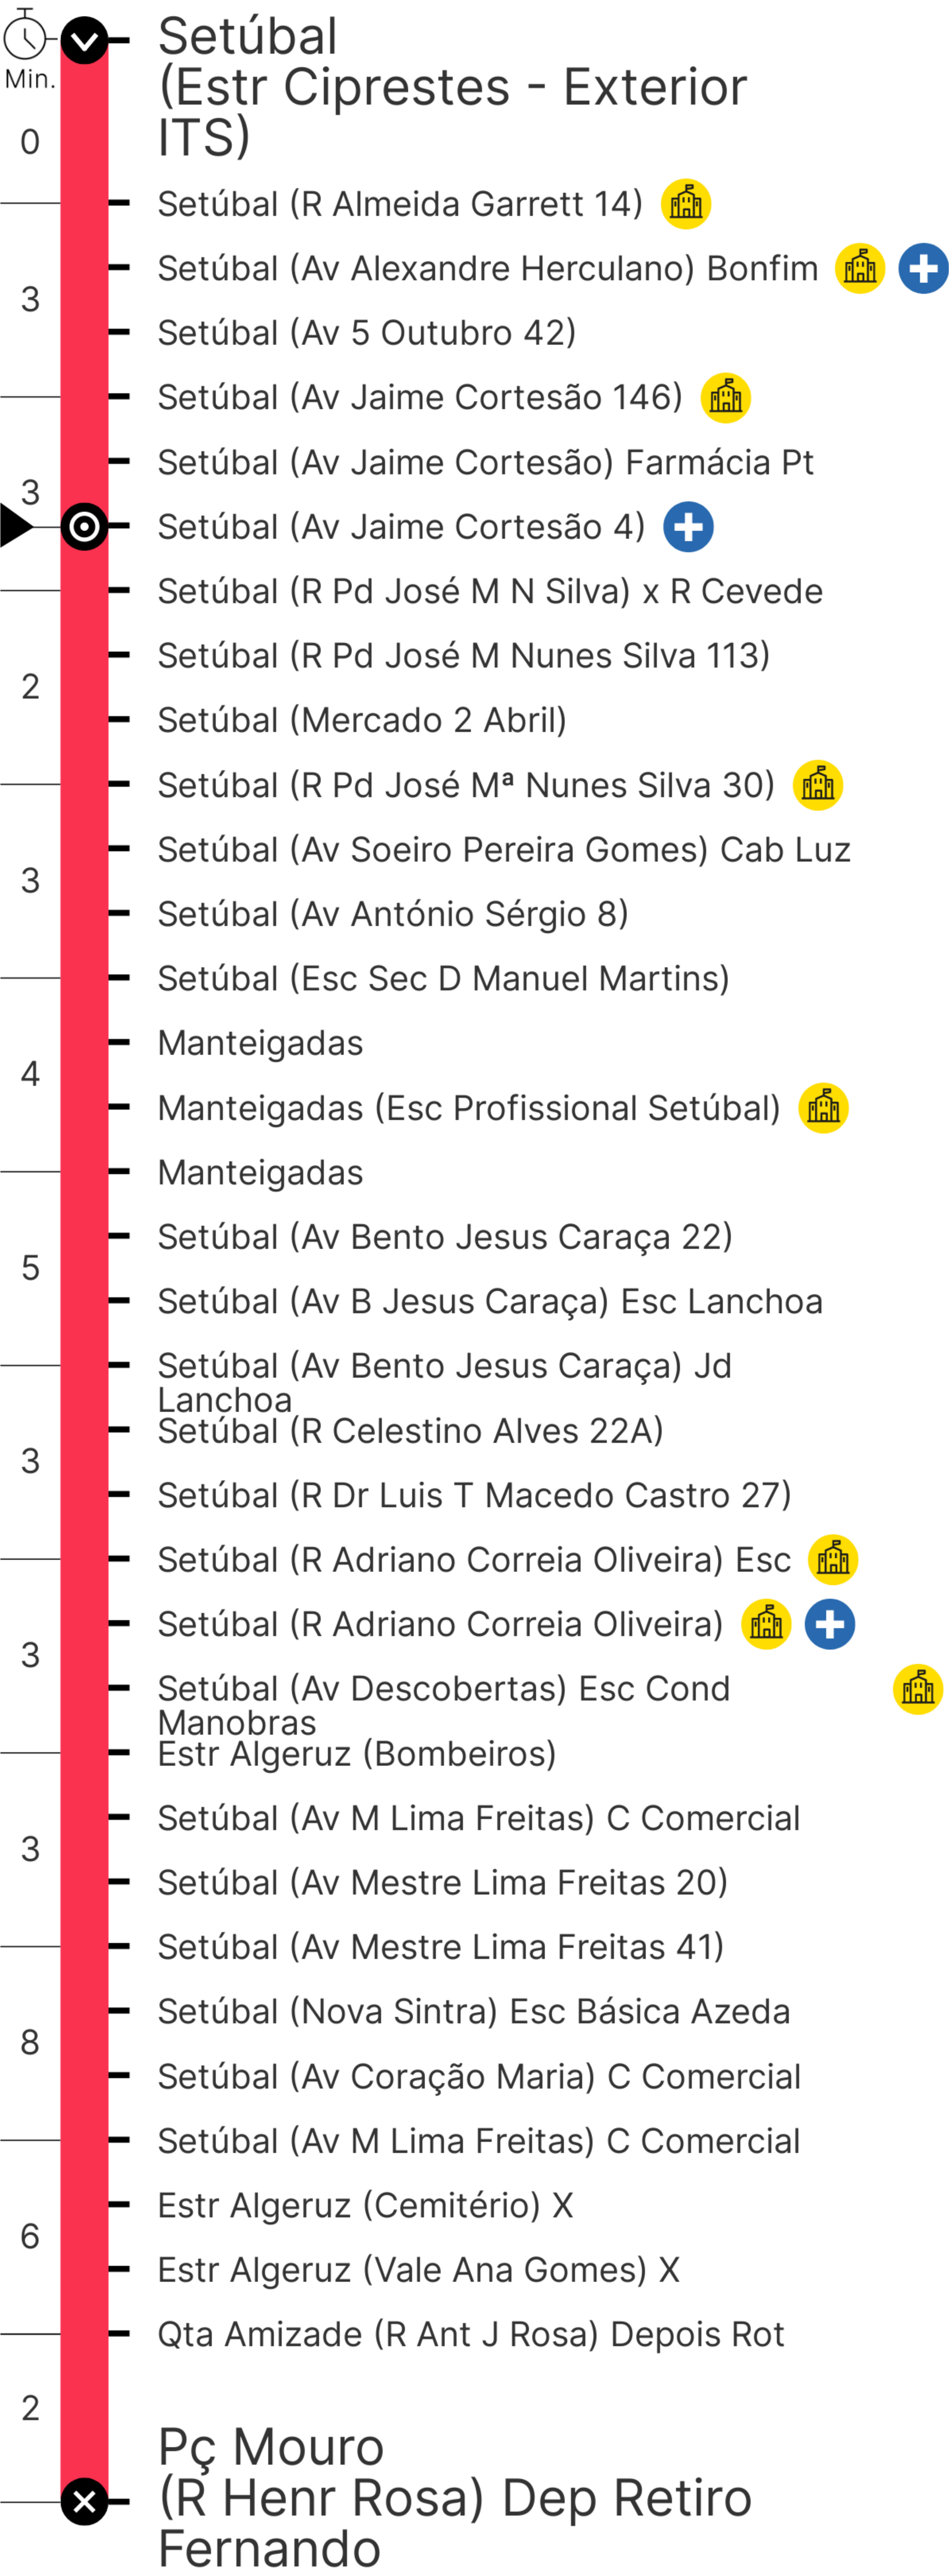 Setúbal
(Estr Ciprestes - Exterior
ITS)
Min.
0
Setúbal (R Almeida Garrett 14)
Setúbal (Av Alexandre Herculano) Bonfim
3
Setúbal (Av 5 Outubro 42)
Setúbal (Av Jaime Cortesão 146)
Setúbal (Av Jaime Cortesão) Farmácia Pt
3
Setúbal (Av Jaime Cortesão 4)
Setúbal (R Pd José M N Silva) x R Cevede
Setúbal (R Pd José M Nunes Silva 113)
2
Setúbal (Mercado 2 Abril)
Setúbal (R Pd José Mª Nunes Silva 30)
Setúbal (Av Soeiro Pereira Gomes) Cab Luz
3
Setúbal (Av António Sérgio 8)
Setúbal (Esc Sec D Manuel Martins)
Manteigadas
4
Manteigadas (Esc Profissional Setúbal)
Manteigadas
Setúbal (Av Bento Jesus Caraça 22)
5
Setúbal (Av B Jesus Caraça) Esc Lanchoa
Setúbal (Av Bento Jesus Caraça) Jd
Lanchoa
Setúbal (R Celestino Alves 22A)
3
Setúbal (R Dr Luis T Macedo Castro 27)
Setúbal (R Adriano Correia Oliveira) Esc
Setúbal (R Adriano Correia Oliveira)
3
Setúbal (Av Descobertas) Esc Cond
Manobras
Estr Algeruz (Bombeiros)
Setúbal (Av M Lima Freitas) C Comercial
3
Setúbal (Av Mestre Lima Freitas 20)
Setúbal (Av Mestre Lima Freitas 41)
Setúbal (Nova Sintra) Esc Básica Azeda
8
Setúbal (Av Coração Maria) C Comercial
Setúbal (Av M Lima Freitas) C Comercial
Estr Algeruz (Cemitério) X
6
Estr Algeruz (Vale Ana Gomes) X
Qta Amizade (R Ant J Rosa) Depois Rot
2
Pç Mouro
(R Henr Rosa) Dep Retiro
Fernando